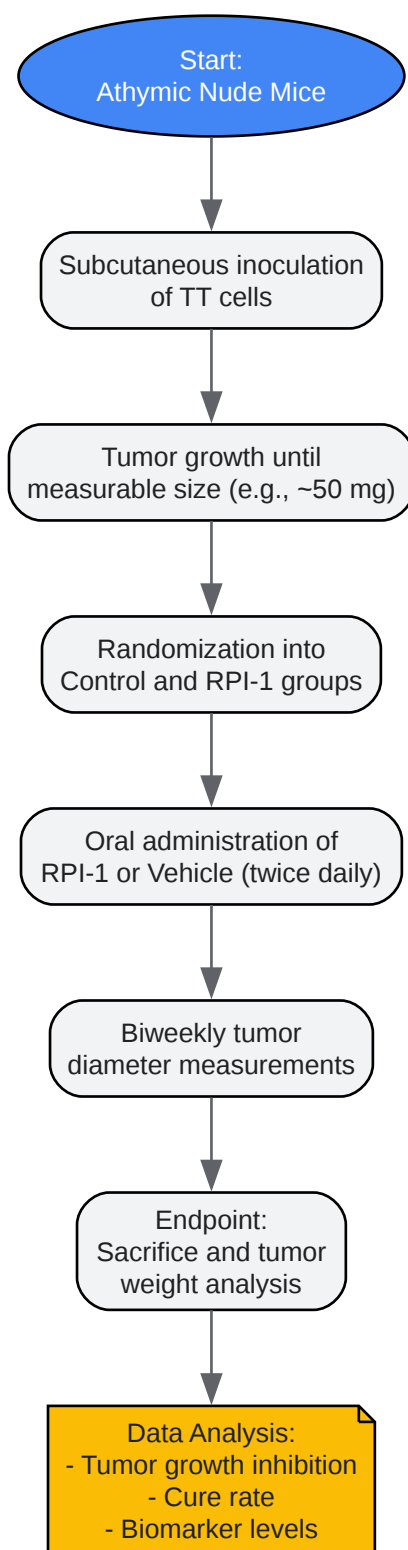 Start:
Athymic Nude Mice
Subcutaneous inoculation
of TT cells
Tumor growth until
measurable size (e.g., ~50 mg)
Randomization into
Control and RPI-1 groups
Oral administration of
RPI-1 or Vehicle (twice daily)
Biweekly tumor
diameter measurements
Endpoint:
Sacrifice and tumor
weight analysis
Data Analysis:
- Tumor growth inhibition
- Cure rate
- Biomarker levels